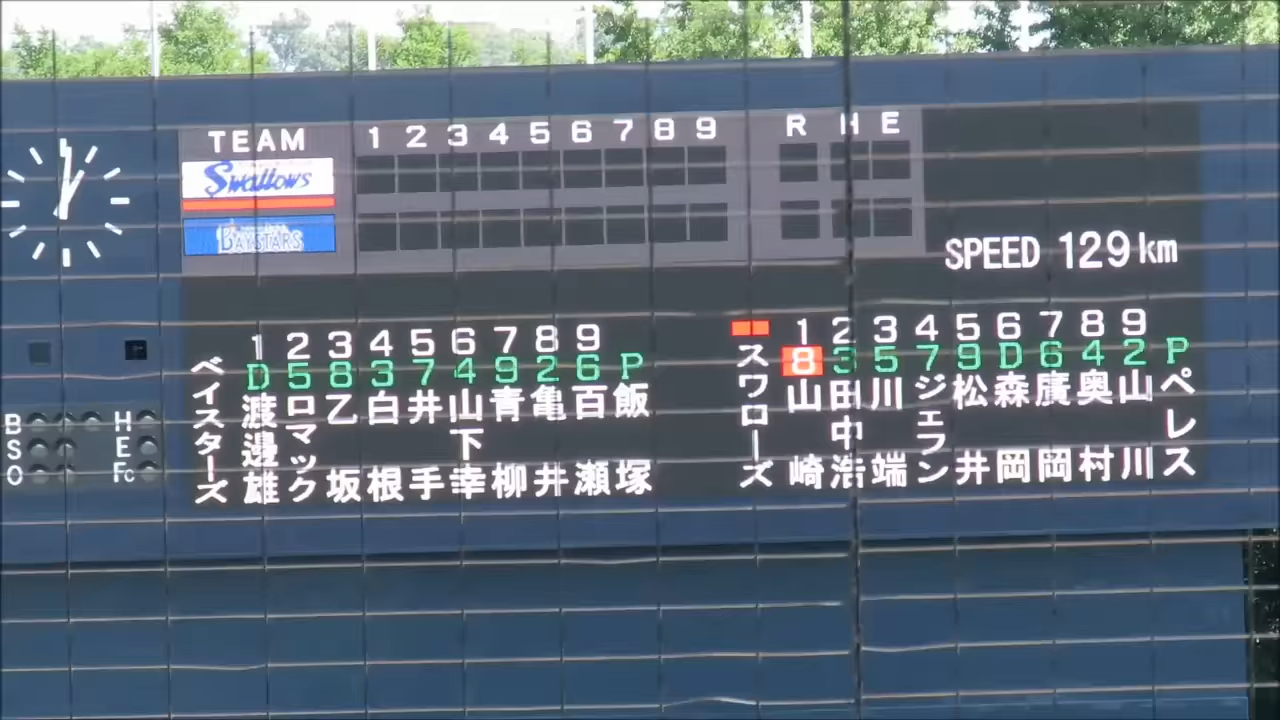 TEAM 1 2 3 4 5 6 7 8 9 R H E
Swallows
BAYSTARS
SPEED 129 km
B H
S E
O Fc
1 2 3 4 5 6 7 8 9
D 5 8 3 7 4 9 2 6 P
ベイスターズ
渡邊雄
ロマック
乙坂
白根
井手
山下幸
青柳
亀井
百瀬
飯塚
1 2 3 4 5 6 7 8 9
8 3 5 7 9 D 6 4 2 P
スワローズ
山崎
田中浩
川端
ジェフン
松井
森岡
廣岡
奥村
山川
ペレス